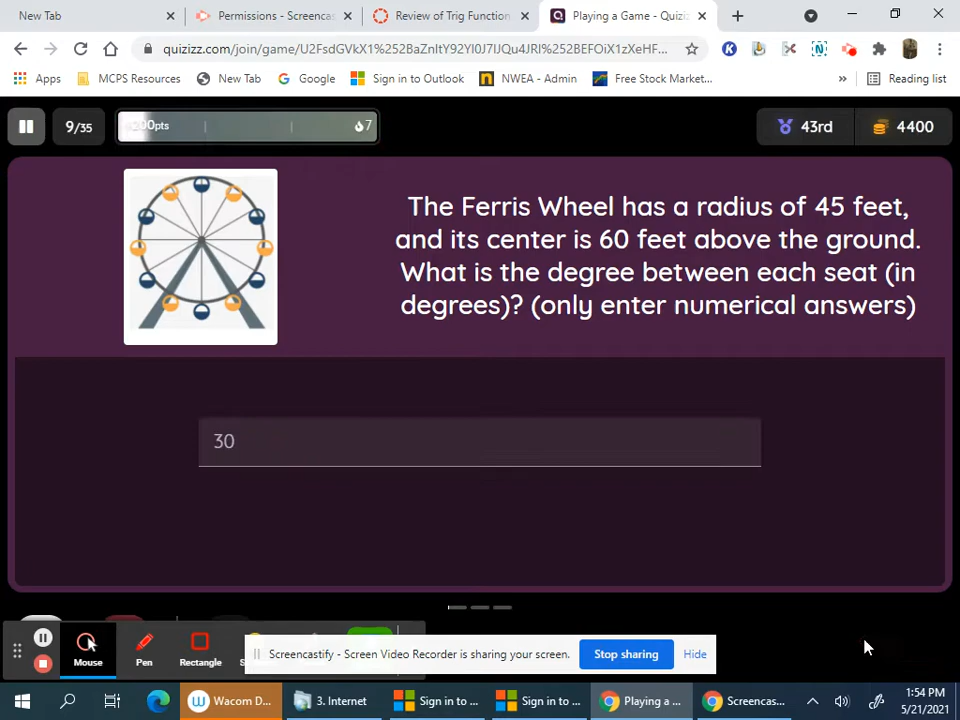 New Tab
Permissions - Screencas
Review of Trig Function
Playing a Game - Quiziz
quizizz.com/join/game/U2FsdGVkX1%252BaZnltY92Yl0J7lJQu4JRl%252BEFOiX1zXeHF...
Apps
MCPS Resources
New Tab
Google
Sign in to Outlook
NWEA - Admin
Free Stock Market...
Reading list
9/35
200pts
7
43rd
4400
The Ferris Wheel has a radius of 45 feet,
and its center is 60 feet above the ground.
What is the degree between each seat (in
degrees)? (only enter numerical answers)
30
Mouse
Pen
Rectangle
Screencastify - Screen Video Recorder is sharing your screen.
Stop sharing
Hide
Wacom D...
3. Internet
Sign in to ...
Sign in to ...
Playing a ...
Screencas...
1:54 PM
5/21/2021